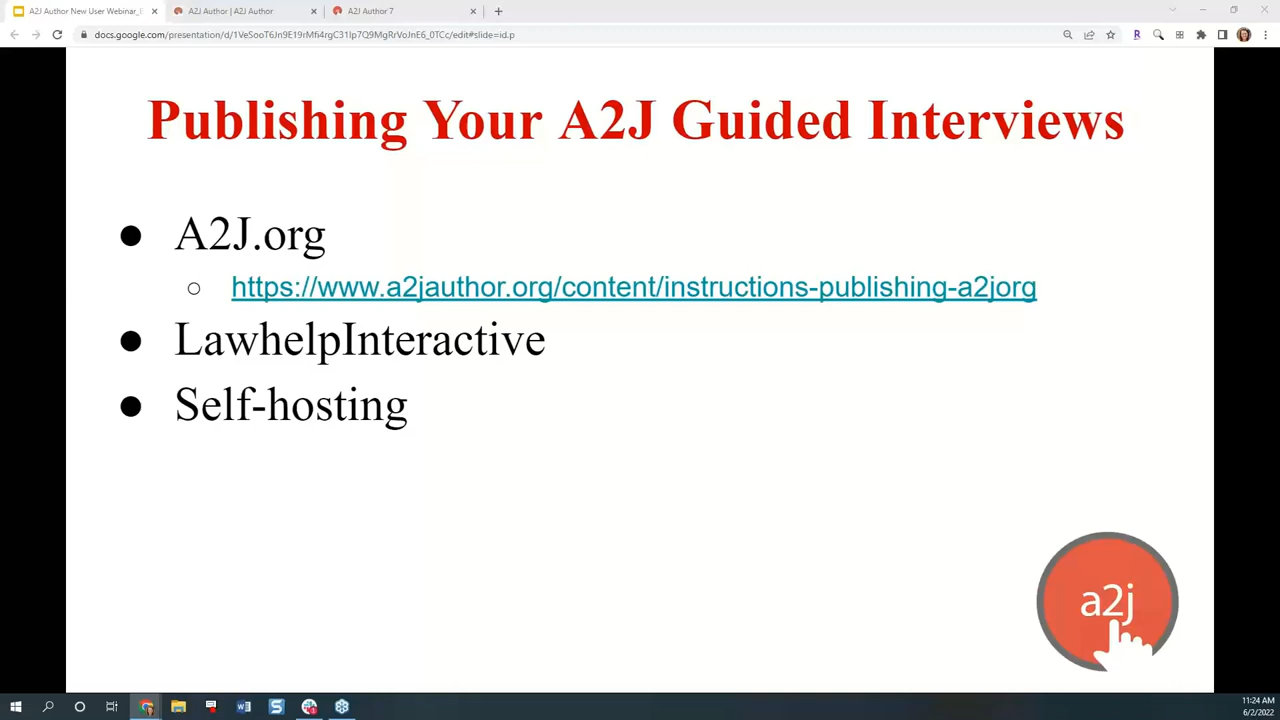 A2J Author New User Webinar_
A2J Author | A2J Author
A2J Author 7
docs.google.com/presentation/d/1VeSooT6Jn9E19rMfi4rgC31lp7Q9MgRrVoJnE6_0TCc/edit#slide=id.p
Publishing Your A2J Guided Interviews
● A2J.org
○ https://www.a2jauthor.org/content/instructions-publishing-a2jorg
● LawhelpInteractive
● Self-hosting
a2j
11:24 AM
6/2/2022